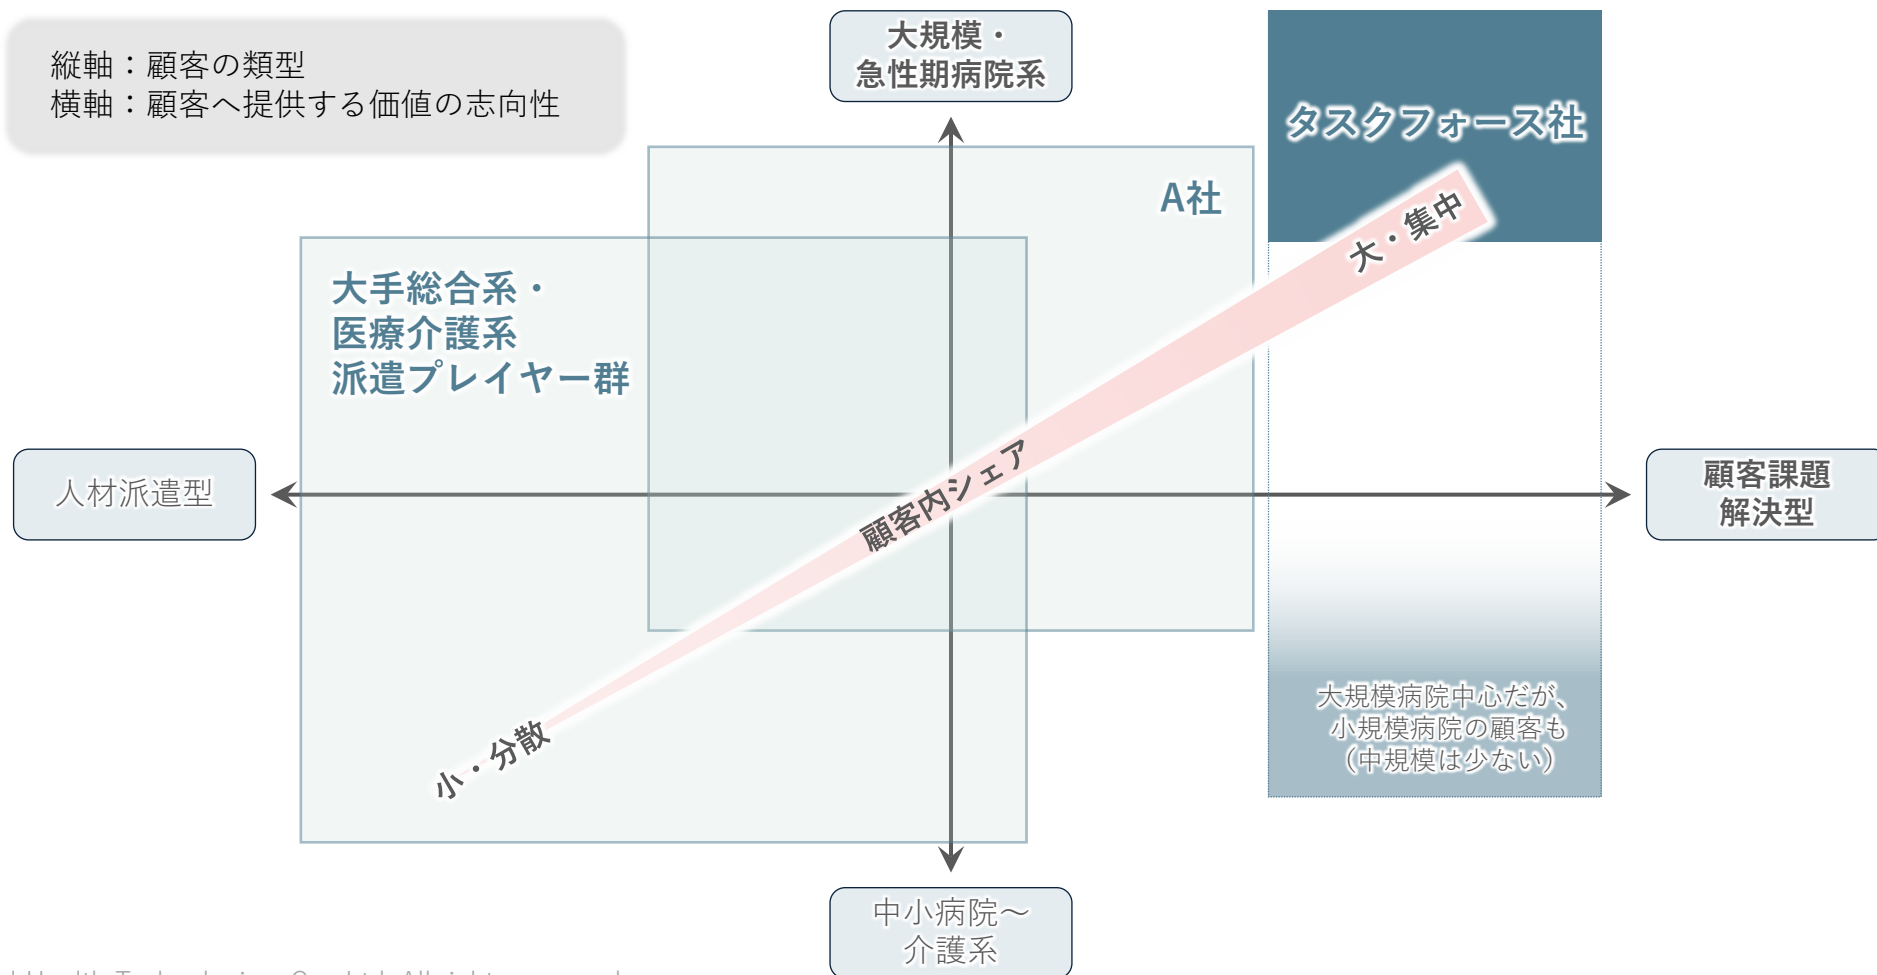 縦軸：顧客の類型
横軸：顧客へ提供する価値の志向性
大規模・
急性期病院系
タスクフォース社
A社
大・集中
大手総合系・
医療介護系
派遣プレイヤー群
顧客内シェア
人材派遣型
顧客課題
解決型
小・分散
大規模病院中心だが、
小規模病院の顧客も
（中規模は少ない）
中小病院～
介護系